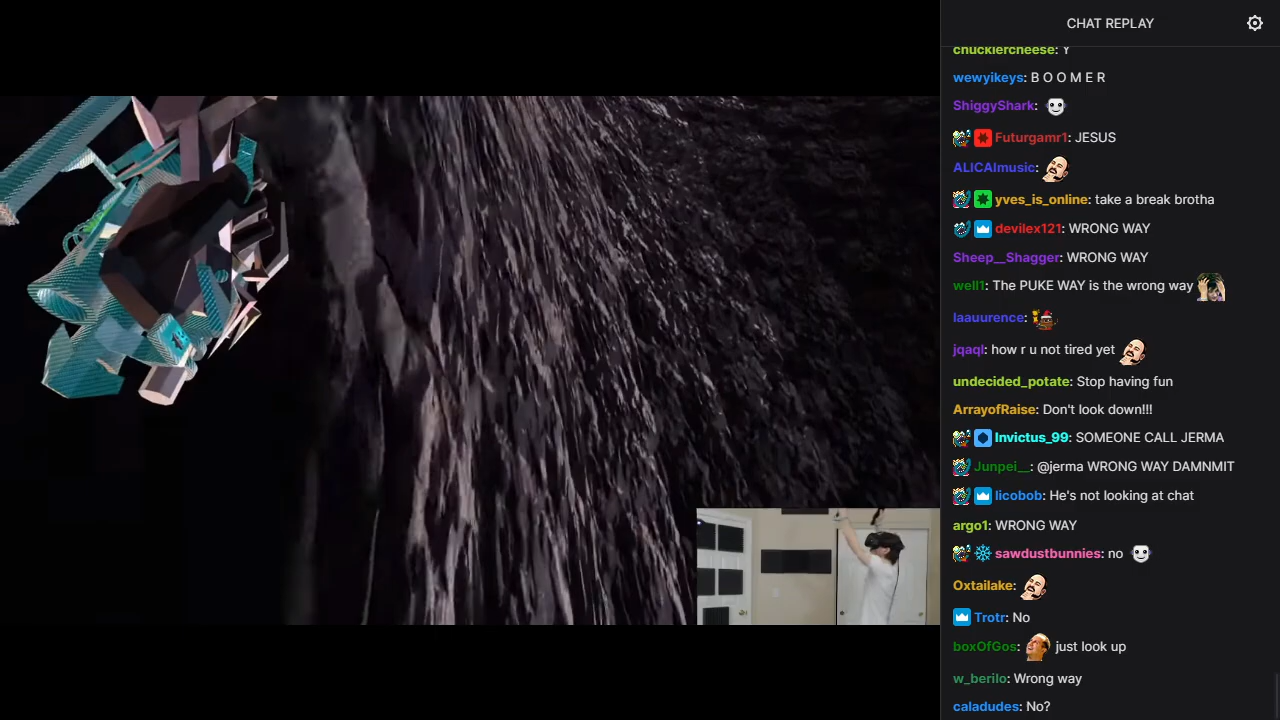 CHAT REPLAY
chucklercheese: Y
wewyikeys: B O O M E R
ShiggyShark:
Futurgamr1: JESUS
ALICAImusic:
yves_is_online: take a break brotha
devilex121: WRONG WAY
Sheep__Shagger: WRONG WAY
well1: The PUKE WAY is the wrong way
laauurence:
jqaql: how r u not tired yet
undecided_potate: Stop having fun
ArrayofRaise: Don't look down!!!
Invictus_99: SOMEONE CALL JERMA
Junpei__: @jerma WRONG WAY DAMNMIT
licobob: He's not looking at chat
argo1: WRONG WAY
sawdustbunnies: no
Oxtailake:
Trotr: No
boxOfGos: just look up
w_berilo: Wrong way
caladudes: No?